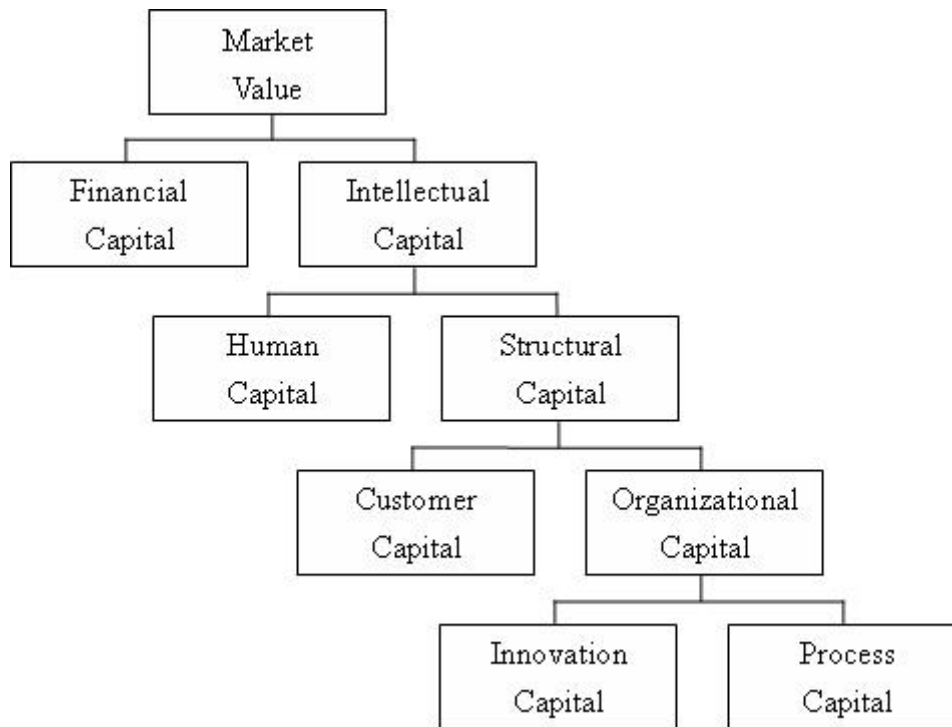 Market
Value
Financial
Capital
Intellectual
Capital
Human
Capital
Structural
Capital
Customer
Capital
Organizational
Capital
Innovation
Capital
Process
Capital